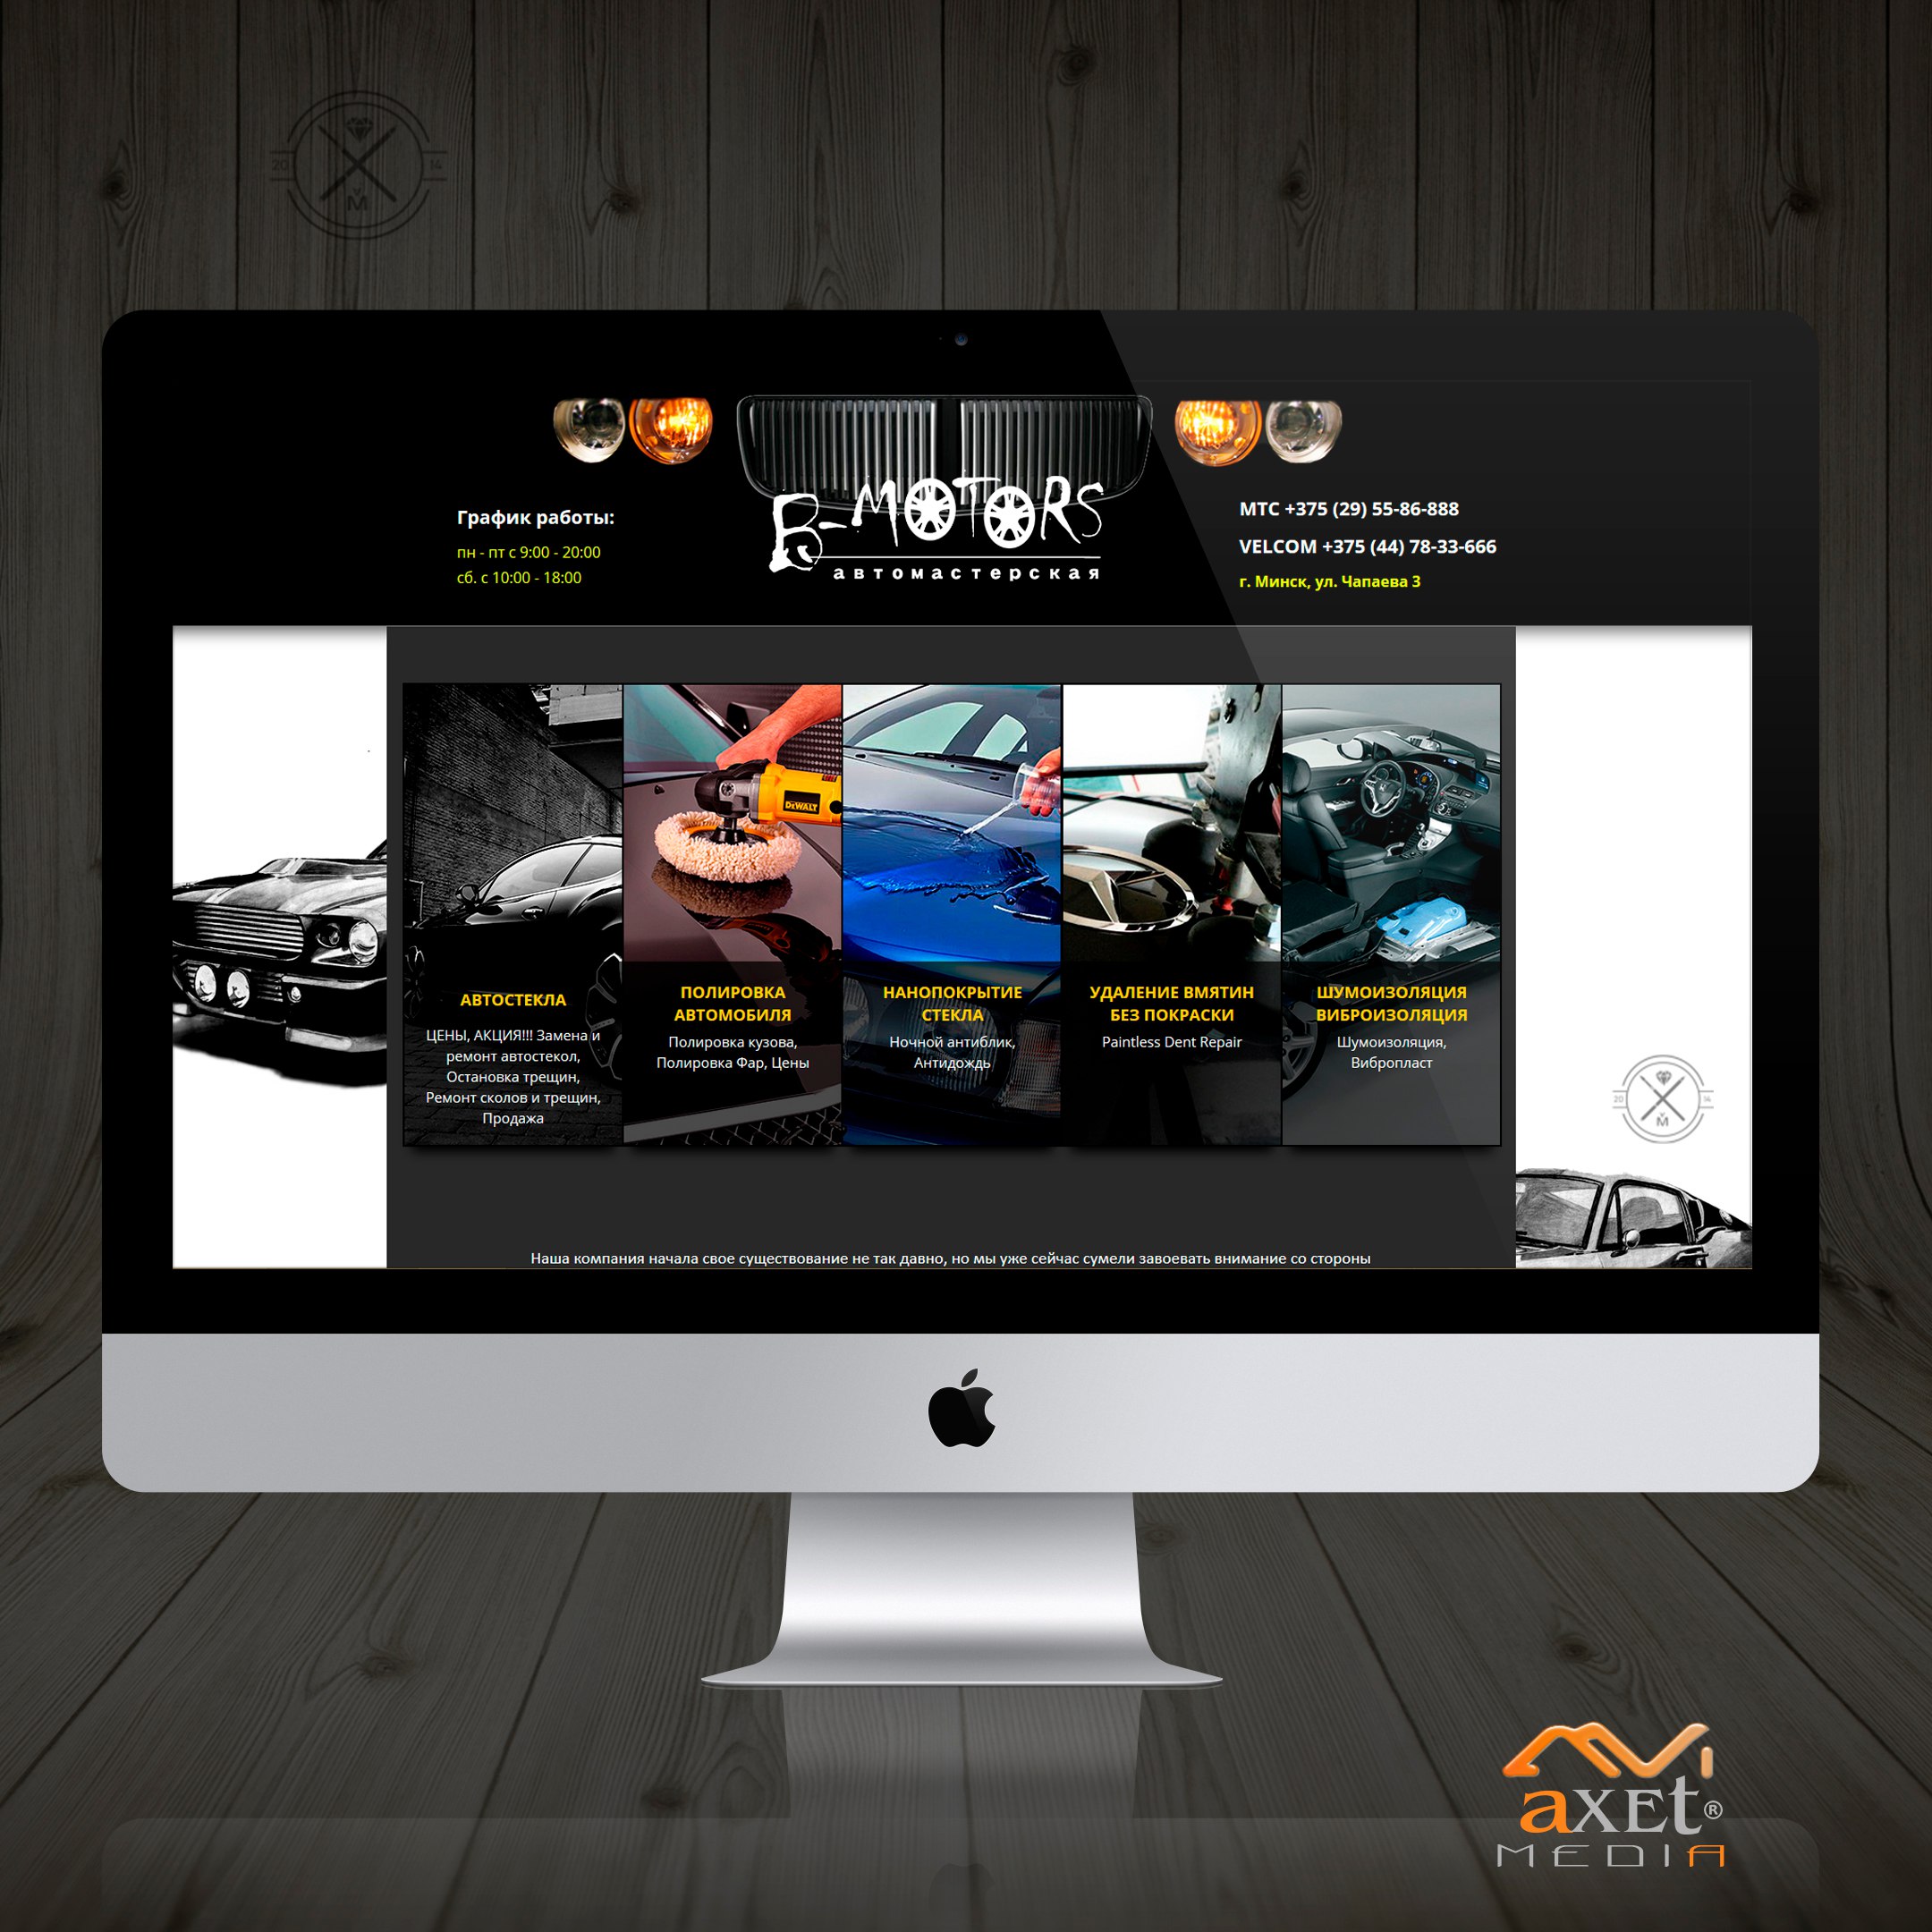 20 14
V
M
B-MOTORS
автомастерская
График работы:
пн - пт с 9:00 - 20:00
сб. с 10:00 - 18:00
МТС +375 (29) 55-86-888
VELCOM +375 (44) 78-33-666
г. Минск, ул. Чапаева 3
DEWALT
АВТОСТЕКЛА
ЦЕНЫ, АКЦИЯ!!! Замена и
ремонт автостекол,
Остановка трещин,
Ремонт сколов и трещин,
Продажа
ПОЛИРОВКА
АВТОМОБИЛЯ
Полировка кузова,
Полировка Фар, Цены
НАНОПОКРЫТИЕ
СТЕКЛА
Ночной антиблик,
Антидождь
УДАЛЕНИЕ ВМЯТИН
БЕЗ ПОКРАСКИ
Paintless Dent Repair
ШУМОИЗОЛЯЦИЯ
ВИБРОИЗОЛЯЦИЯ
Шумоизоляция,
Вибропласт
20 14
V
M
Наша компания начала свое существование не так давно, но мы уже сейчас сумели завоевать внимание со стороны
axet®
MEDIA